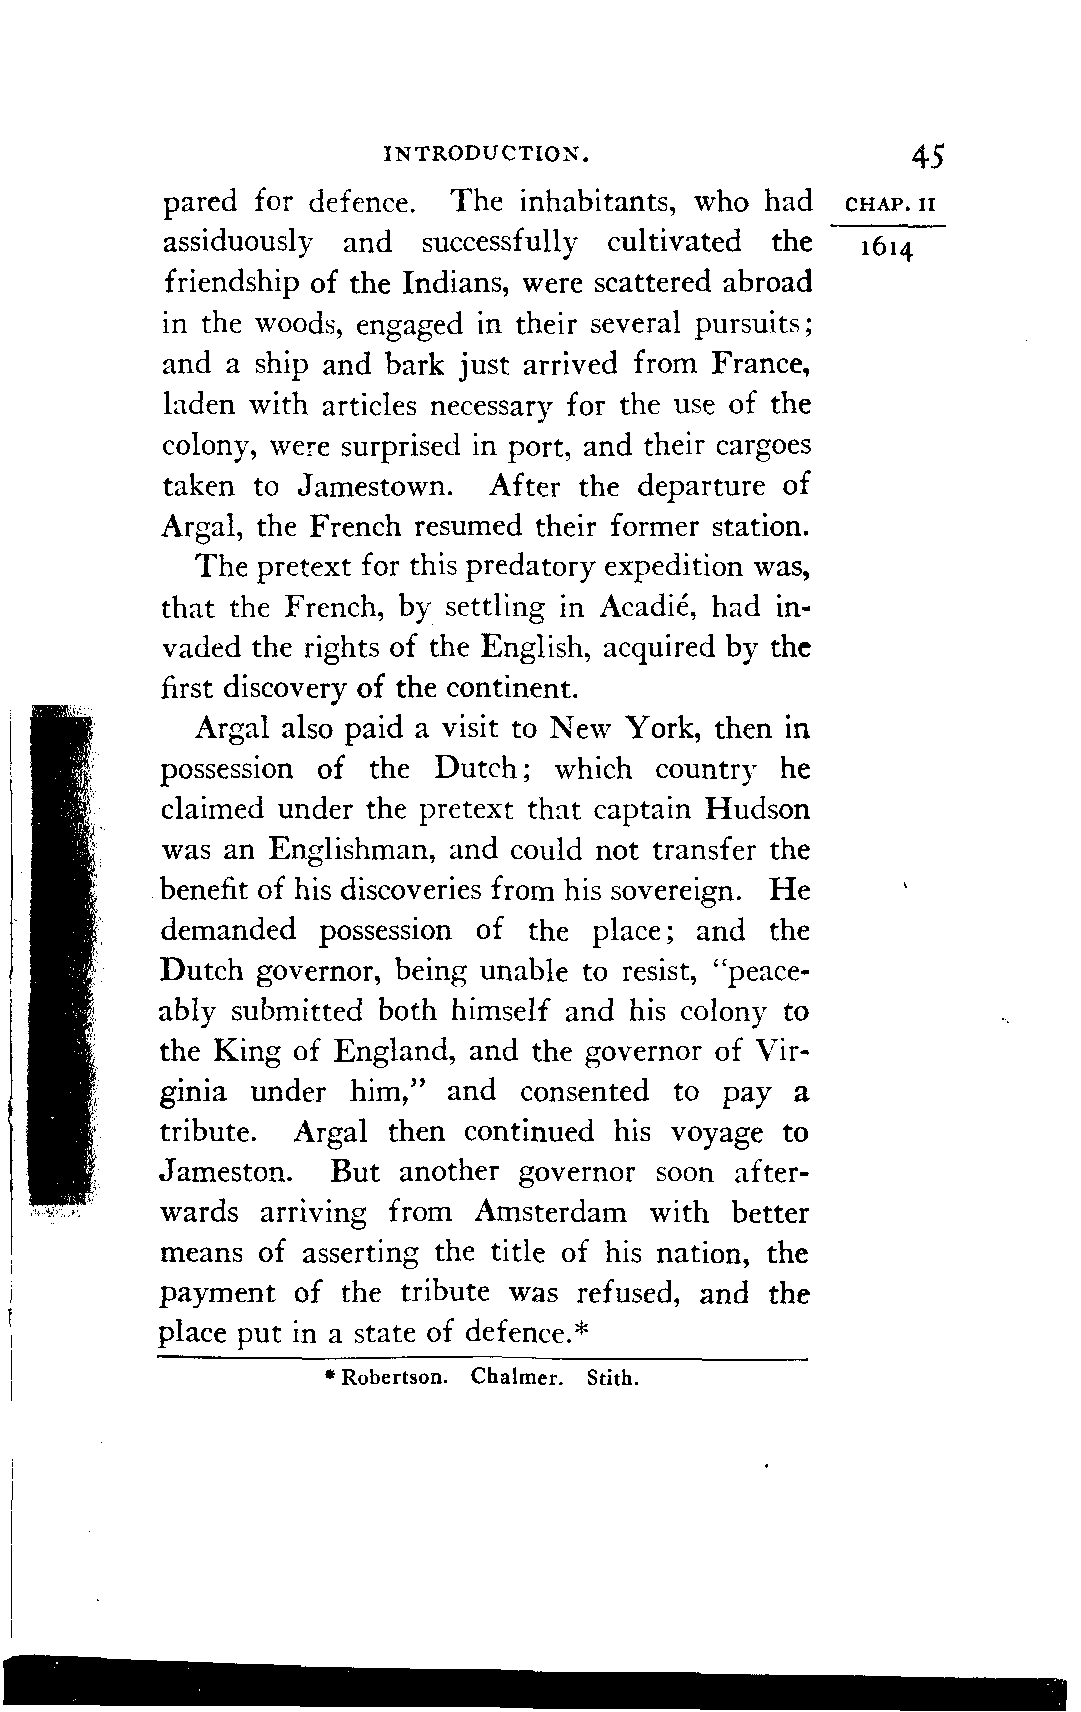 INTRODUCTION. 45
pared for defence. The inhabitants, who had CHAP. II
assiduously and successfully cultivated the 1614
friendship of the Indians, were scattered abroad
in the woods, engaged in their several pursuits;
and a ship and bark just arrived from France,
laden with articles necessary for the use of the
colony, were surprised in port, and their cargoes
taken to Jamestown. After the departure of
Argal, the French resumed their former station.
The pretext for this predatory expedition was,
that the French, by settling in Acadié, had in-
vaded the rights of the English, acquired by the
first discovery of the continent.
Argal also paid a visit to New York, then in
possession of the Dutch; which country he
claimed under the pretext that captain Hudson
was an Englishman, and could not transfer the
benefit of his discoveries from his sovereign. He
demanded possession of the place; and the
Dutch governor, being unable to resist, “peace-
ably submitted both himself and his colony to
the King of England, and the governor of Vir-
ginia under him,” and consented to pay a
tribute. Argal then continued his voyage to
Jameston. But another governor soon after-
wards arriving from Amsterdam with better
means of asserting the title of his nation, the
payment of the tribute was refused, and the
place put in a state of defence.*
* Robertson. Chalmer. Stith.